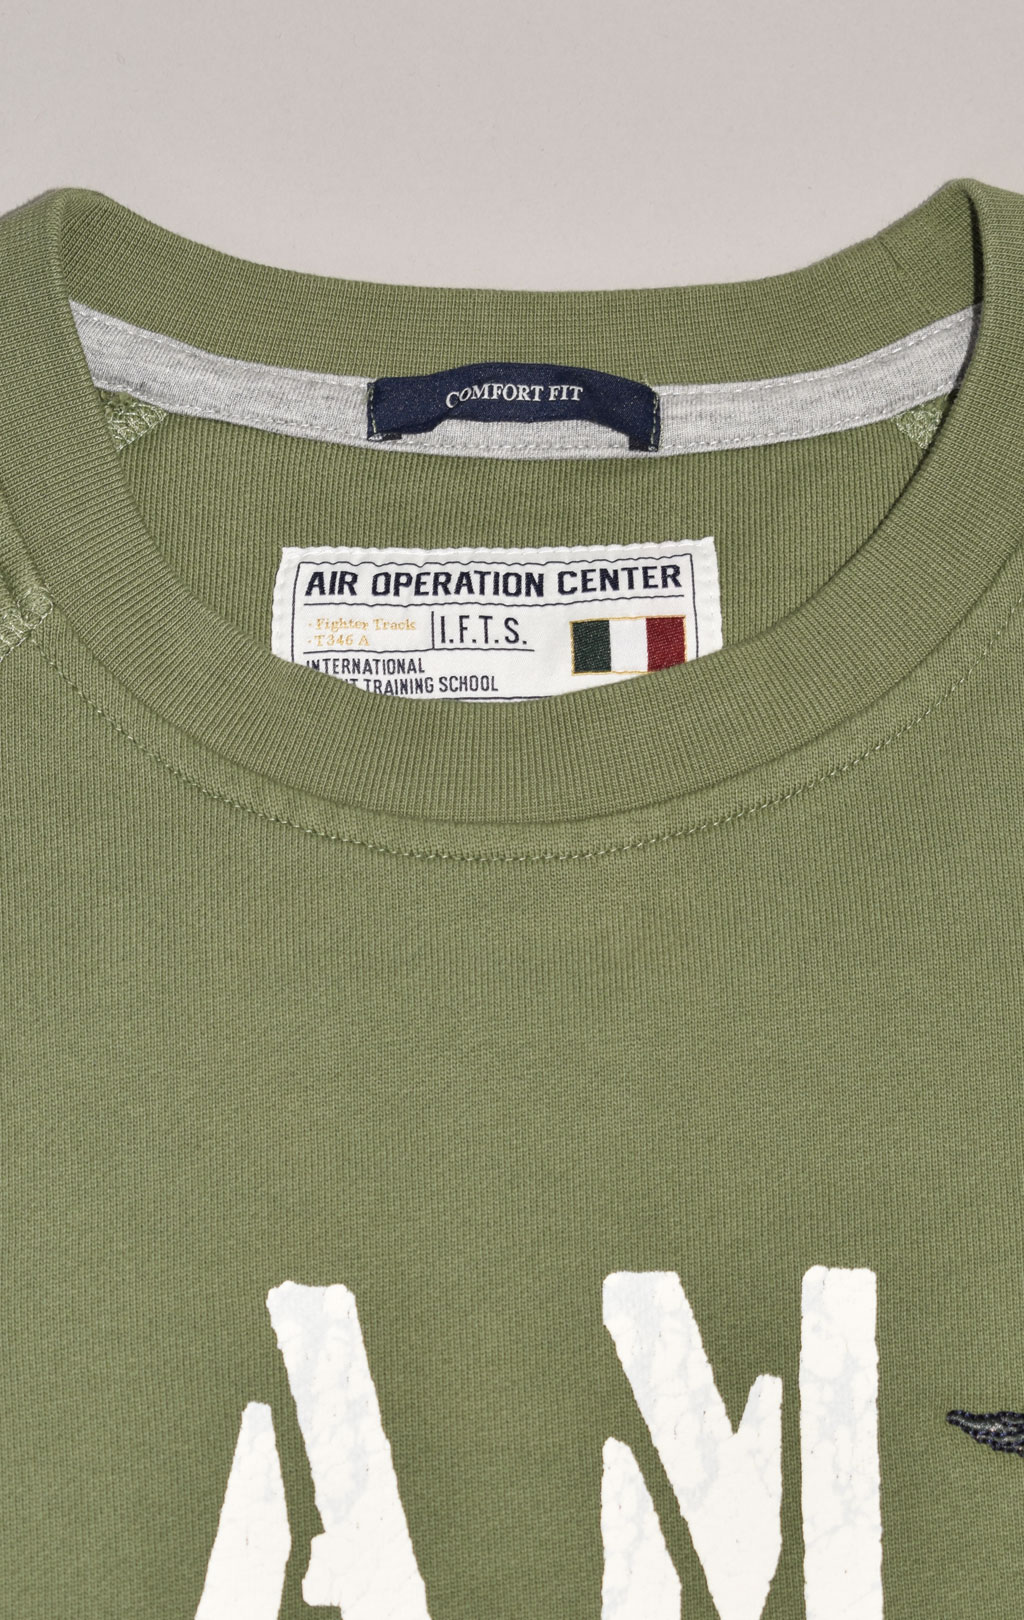 COMFORT FIT
AIR OPERATION CENTER
- Fighter Track
- T346 A
I.F.T.S.
INTERNATIONAL
TRAINING SCHOOL
AM